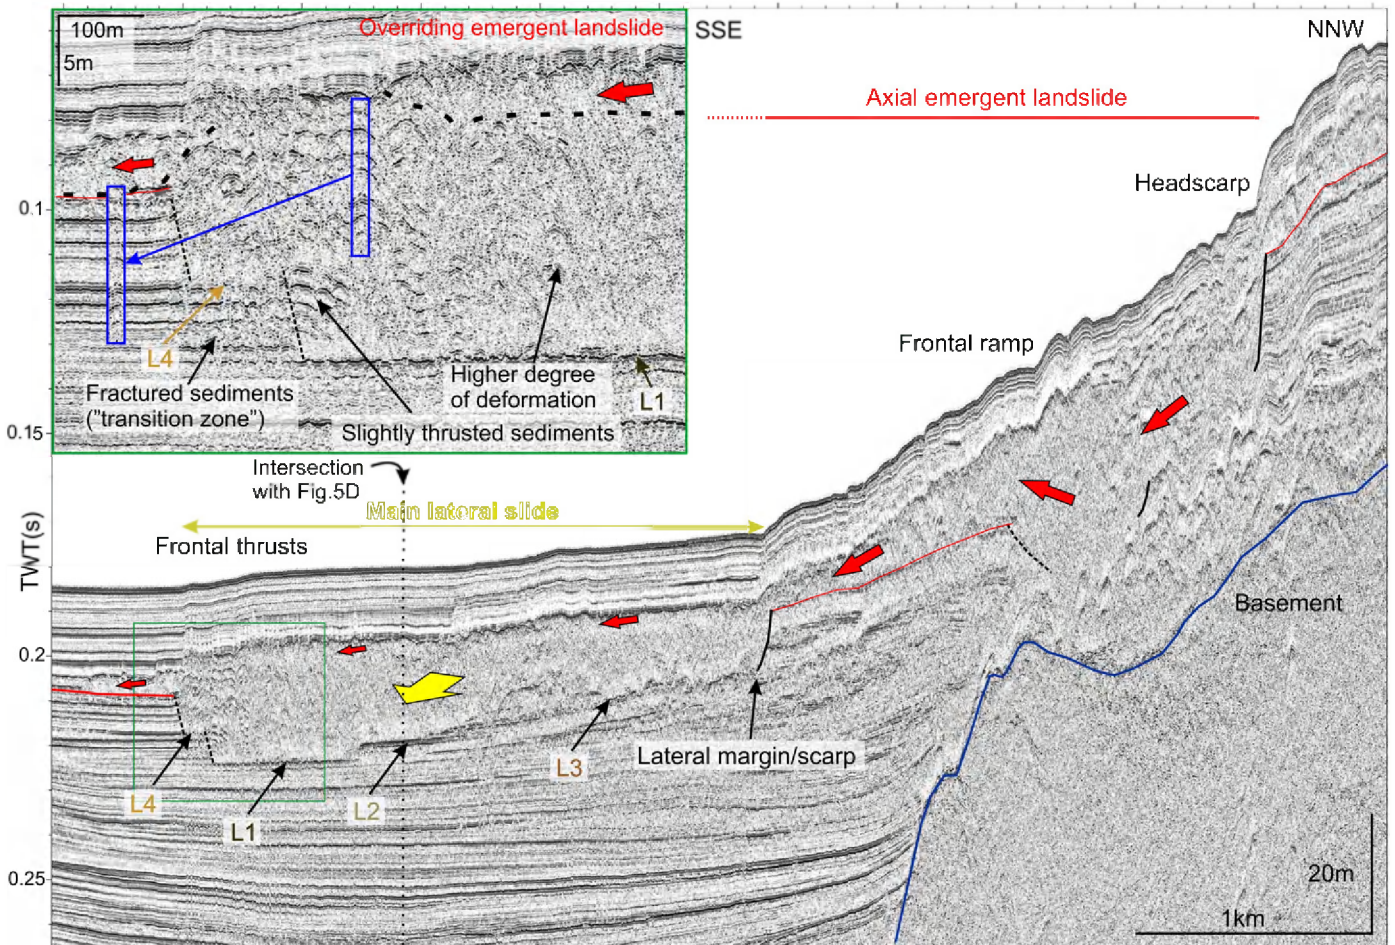 100m
5m
Overriding emergent landslide
SSE
NNW
Axial emergent landslide
Headscarp
0.1
L4
Fractured sediments
("transition zone")
Higher degree
of deformation
L1
Slightly thrusted sediments
Frontal ramp
0.15
Intersection
with Fig.5D
Main lateral slide
Frontal thrusts
TWT(s)
Basement
0.2
Lateral margin/scarp
L3
L4
L2
L1
0.25
20m
1km